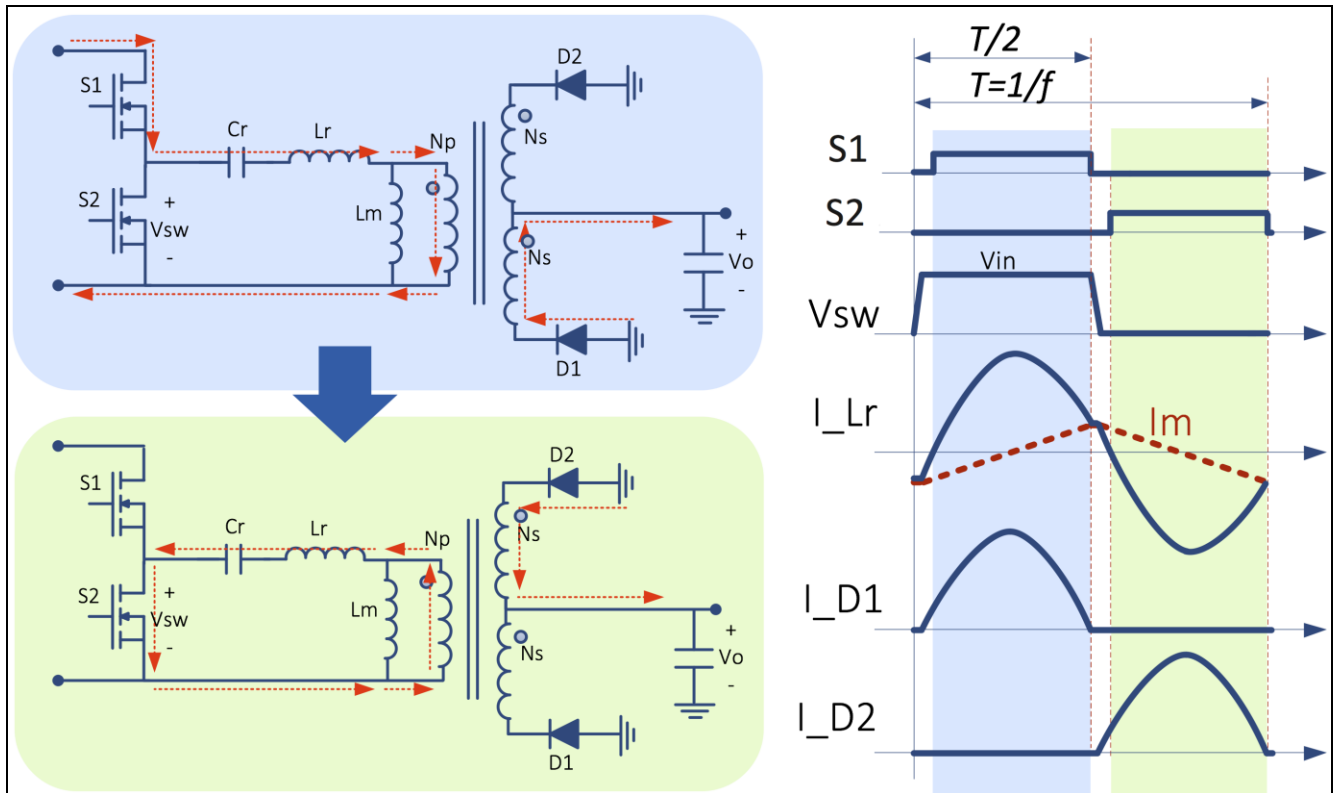 D2
S1
Cr
Lr
Np
Ns
S2
+
Vsw
-
Lm
Ns
+
Vo
-
D1
D2
S1
Cr
Lr
Np
Ns
S2
+
Vsw
-
Lm
Ns
+
Vo
-
D1
T/2
T=1/f
S1
S2
Vin
Vsw
I_Lr
Im
I_D1
I_D2